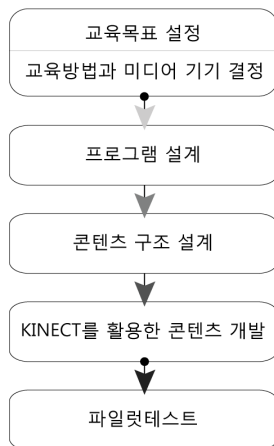 교육목표 설정
교육방법과 미디어 기기 결정
프로그램 설계
콘텐츠 구조 설계
KINECT를 활용한 콘텐츠 개발
파일럿테스트